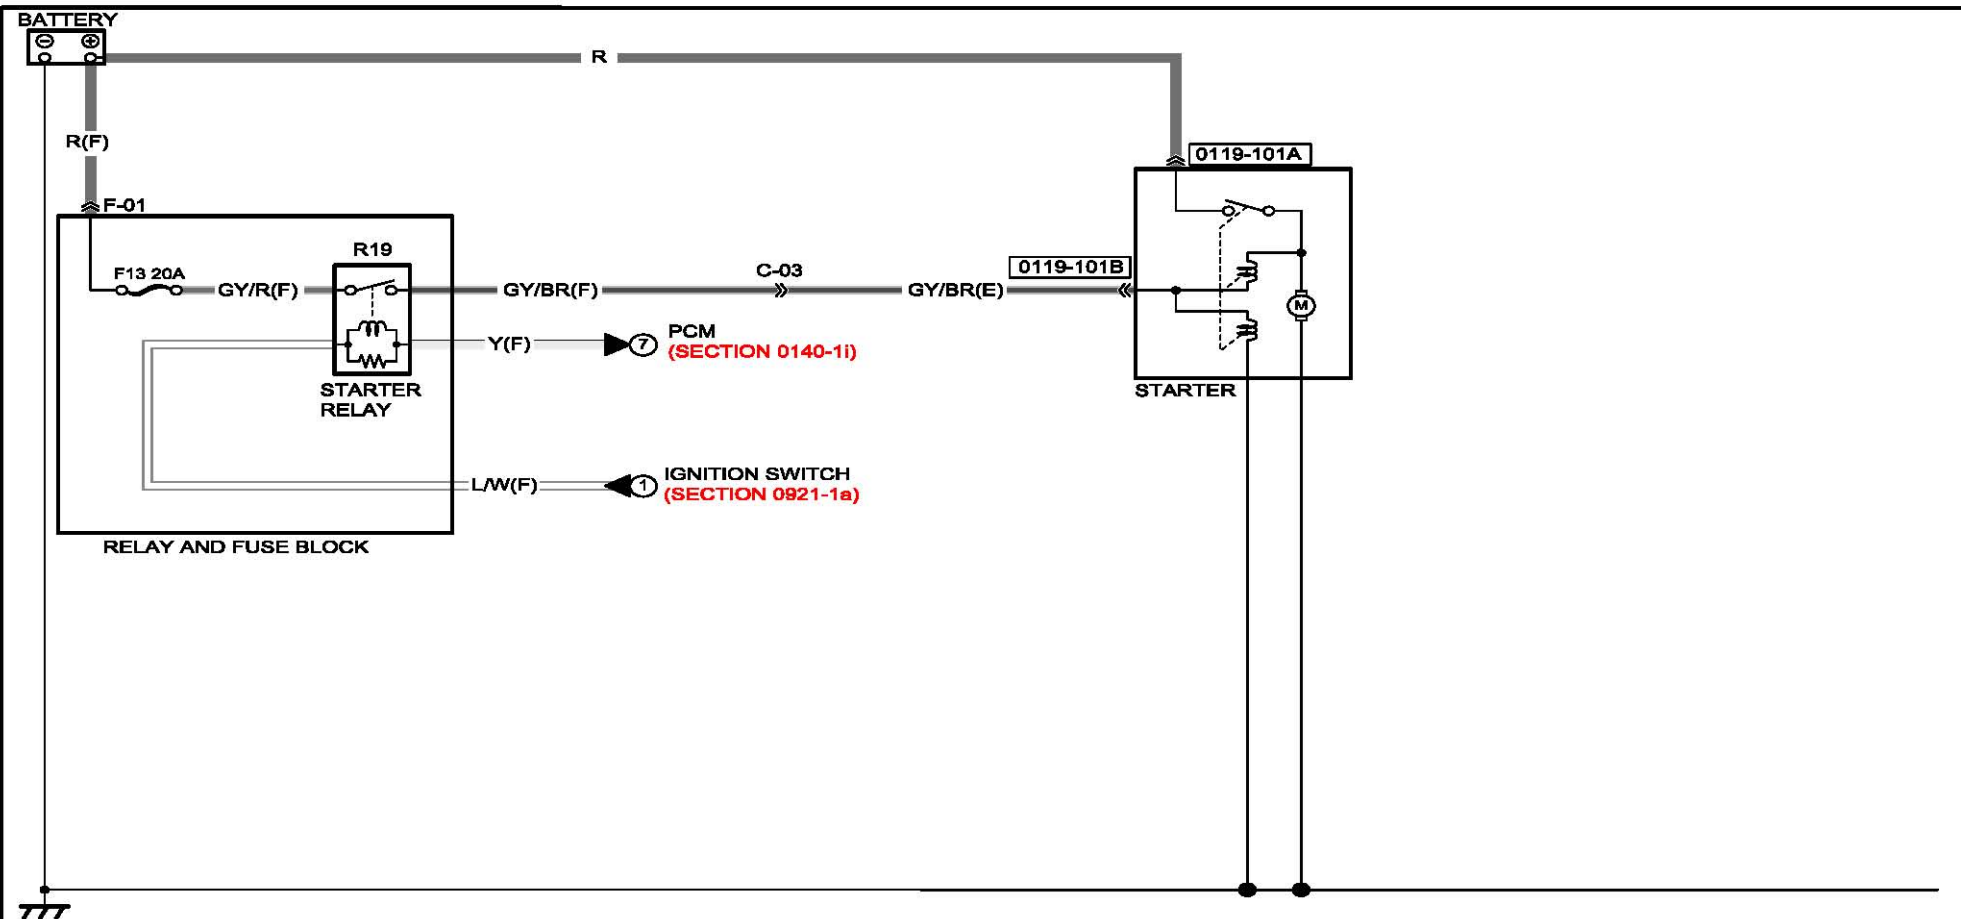 BATTERY
R
R(F)
0119-101A
F-01
R19
C-03
0119-101B
F13 20A
GY/R(F)
GY/BR(F)
GY/BR(E)
M
Y(F)
7
PCM
(SECTION 0140-1i)
STARTER
RELAY
STARTER
L/W(F)
1
IGNITION SWITCH
(SECTION 0921-1a)
RELAY AND FUSE BLOCK